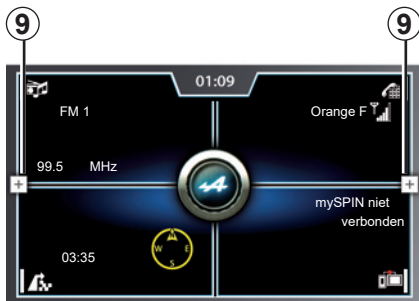 9 9
01:09
FM 1
Orange F
99.5 MHz
+ +
mySPIN niet
verbonden
03:35
W E
S